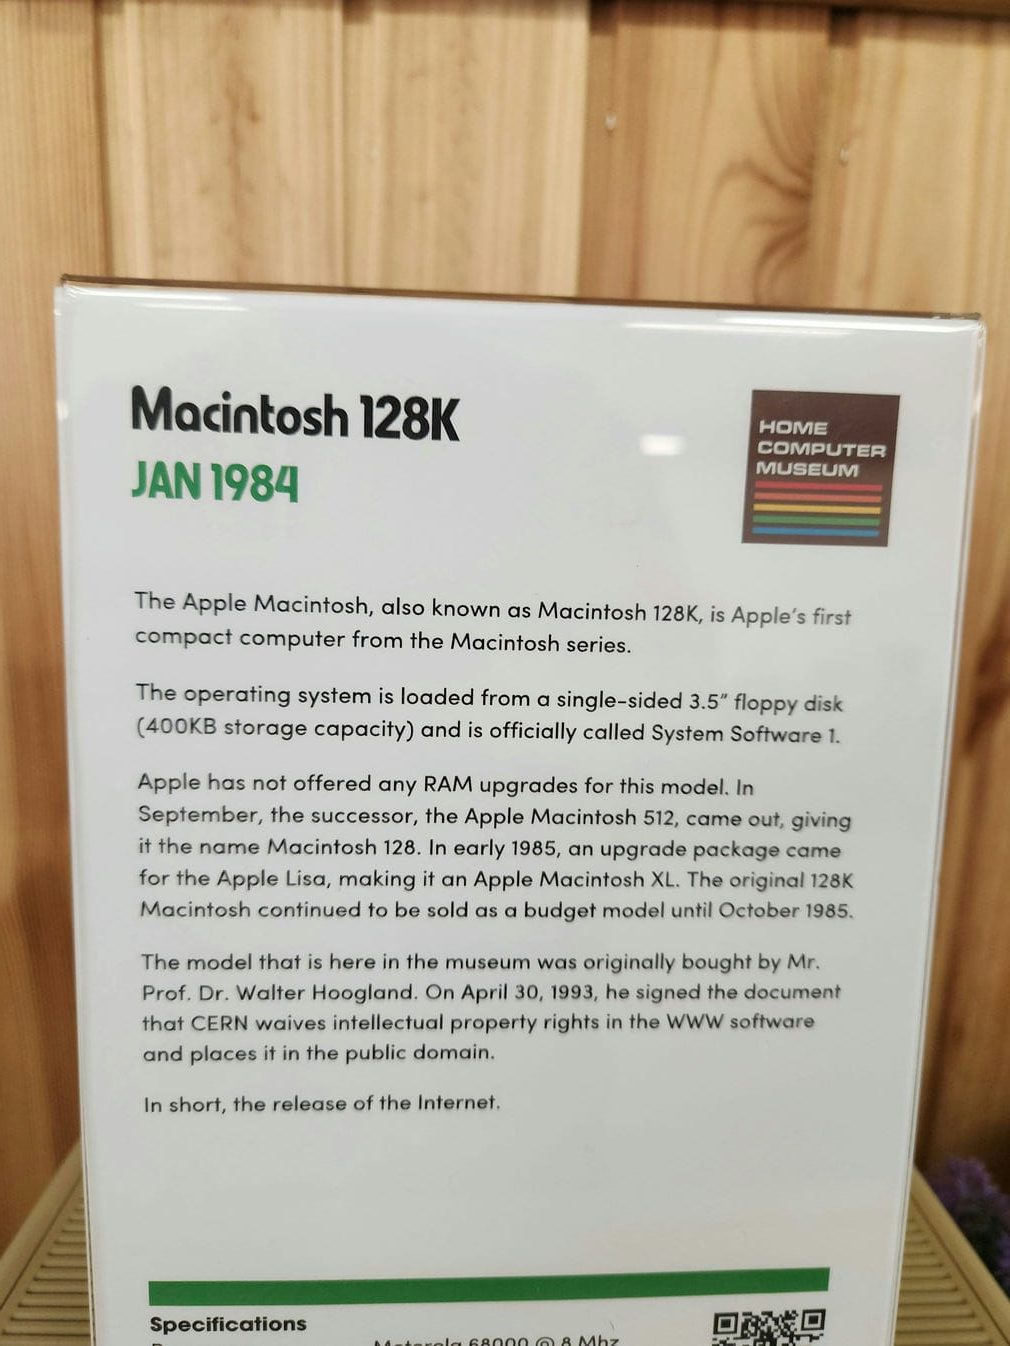 Macintosh 128K
JAN 1984
HOME
COMPUTER
MUSEUM
The Apple Macintosh, also known as Macintosh 128K, is Apple's first
compact computer from the Macintosh series.
The operating system is loaded from a single-sided 3.5" floppy disk
(400KB storage capacity) and is officially called System Software 1.
Apple has not offered any RAM upgrades for this model. In
September, the successor, the Apple Macintosh 512, came out, giving
it the name Macintosh 128. In early 1985, an upgrade package came
for the Apple Lisa, making it an Apple Macintosh XL. The original 128K
Macintosh continued to be sold as a budget model until October 1985.
The model that is here in the museum was originally bought by Mr.
Prof. Dr. Walter Hoogland. On April 30, 1993, he signed the document
that CERN waives intellectual property rights in the WWW software
and places it in the public domain.
In short, the release of the Internet.
Specifications
Motorola 68000 @ 8 Mhz